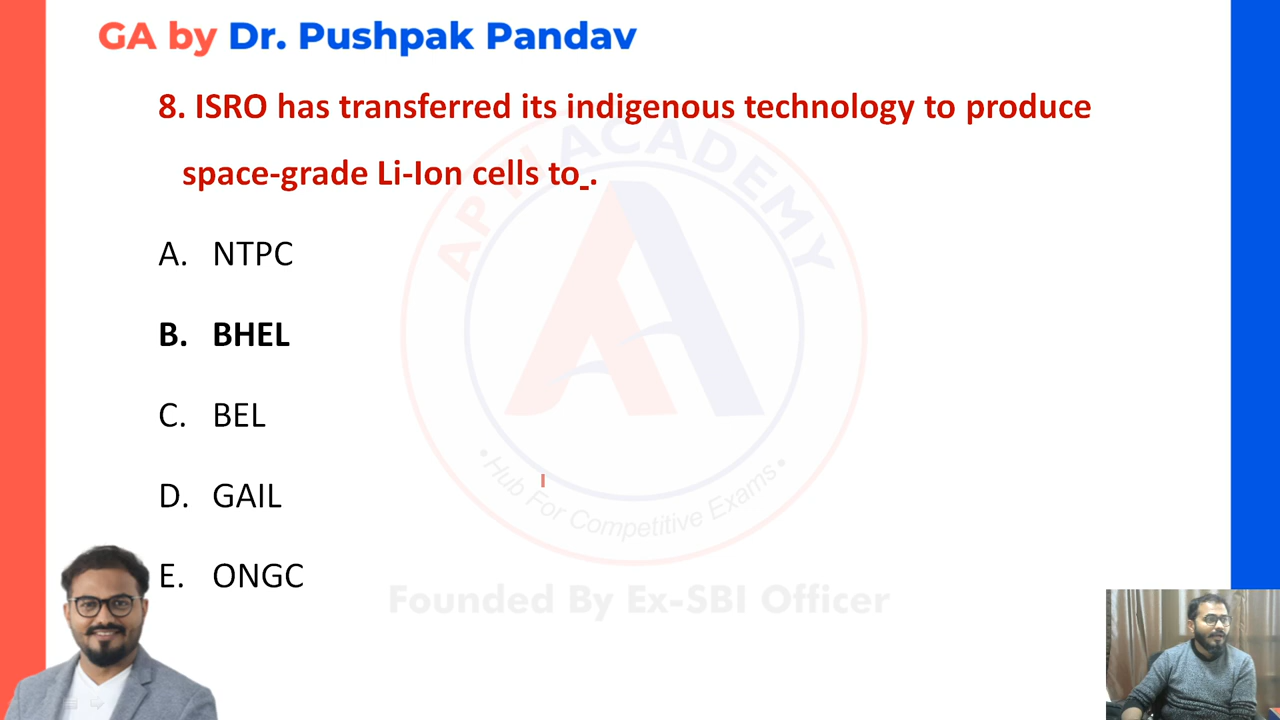 GA by Dr. Pushpak Pandav
8. ISRO has transferred its indigenous technology to produce
space-grade Li-Ion cells to_.
A. NTPC
B. BHEL
C. BEL
D. GAIL
E. ONGC
APTI ACADEMY
• Hub For Competitive Exams •
Founded By Ex-SBI Officer